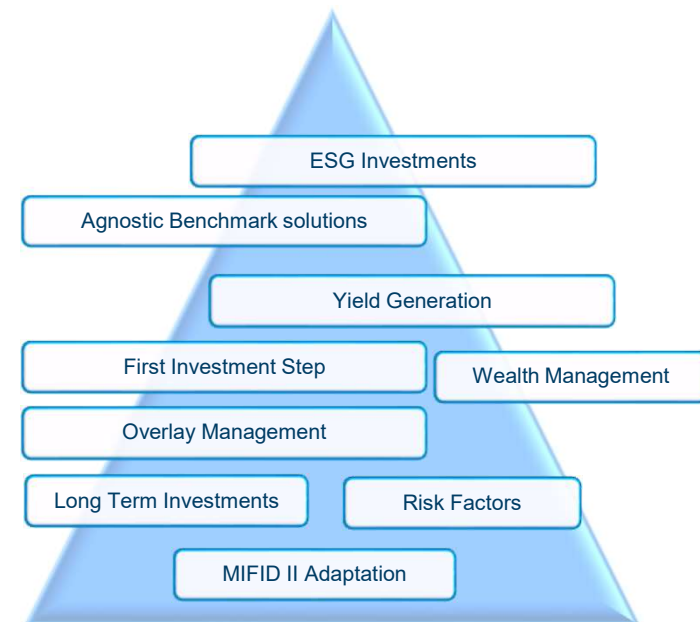 ESG Investments
Agnostic Benchmark solutions
Yield Generation
First Investment Step
Wealth Management
Overlay Management
Long Term Investments
Risk Factors
MIFID II Adaptation